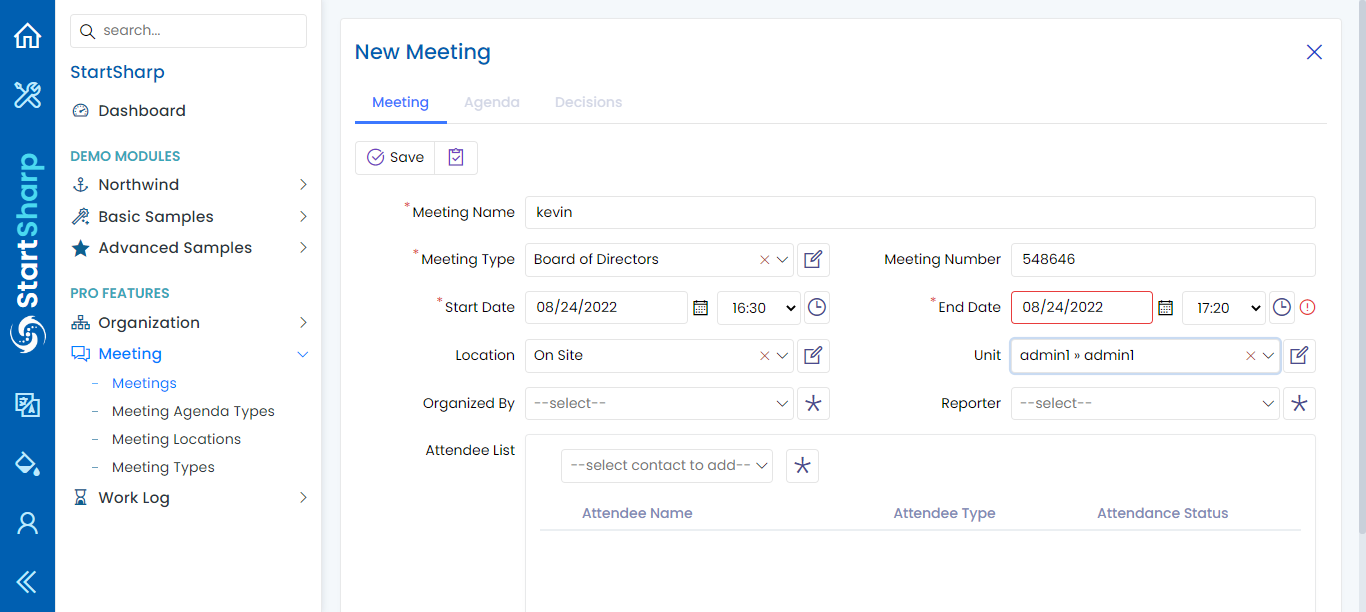 StartSharp
search...
StartSharp
Dashboard
DEMO MODULES
Northwind
Basic Samples
Advanced Samples
PRO FEATURES
Organization
Meeting
– Meetings
– Meeting Agenda Types
– Meeting Locations
– Meeting Types
Work Log
New Meeting
Meeting Agenda Decisions
Save
*Meeting Name kevin
*Meeting Type Board of Directors Meeting Number 548646
*Start Date 08/24/2022 16:30 *End Date 08/24/2022 17:20
Location On Site Unit admin1 » admin1
Organized By --select-- Reporter --select--
Attendee List --select contact to add--
Attendee Name Attendee Type Attendance Status